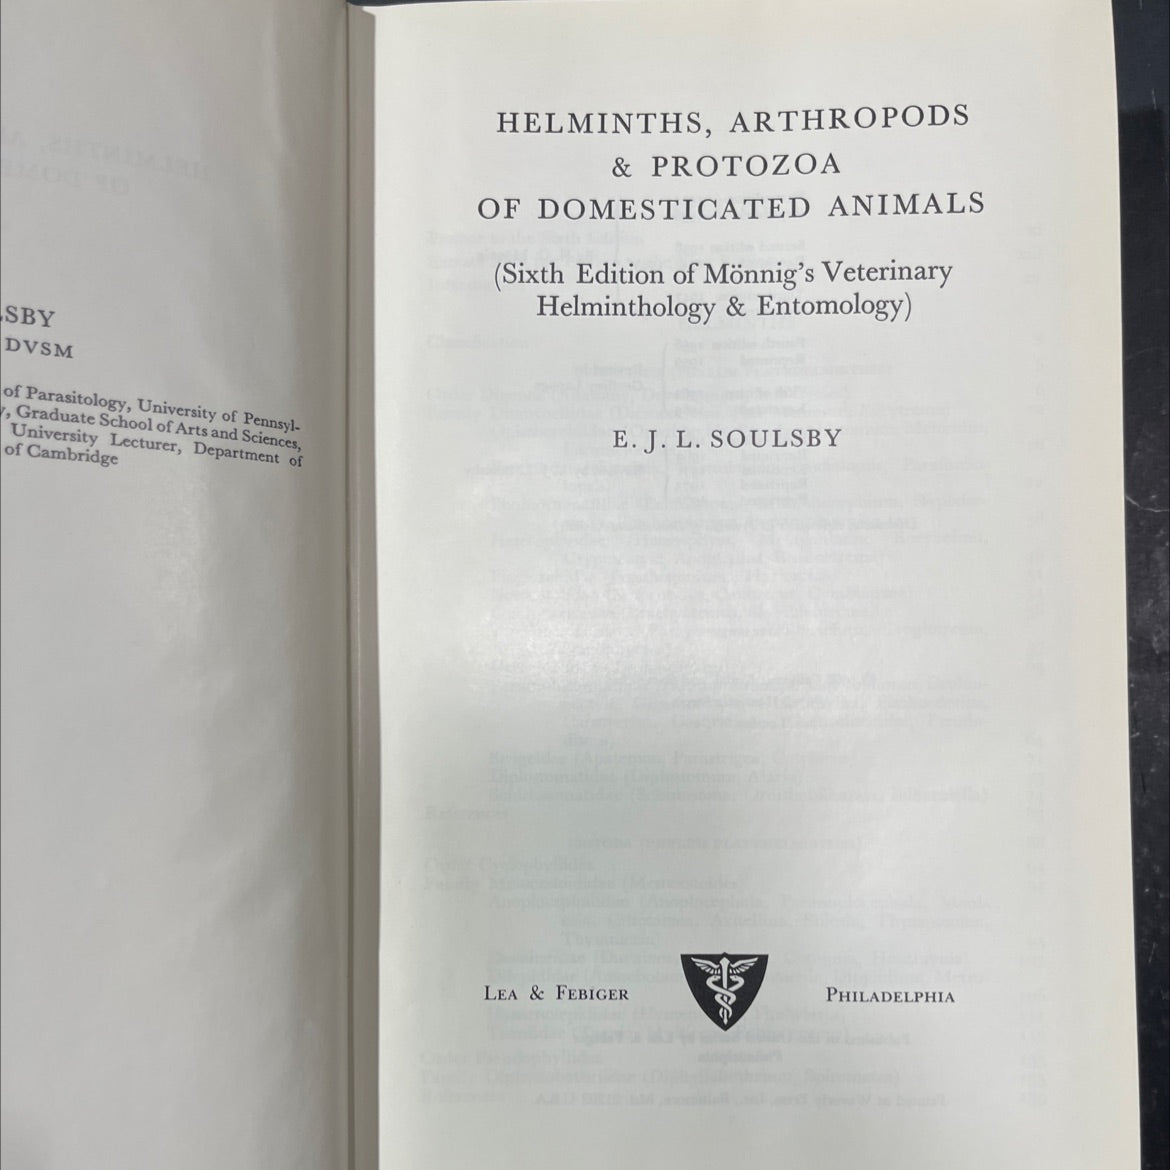 SBY
DVSM
of Parasitology, University of Pennsyl-
, Graduate School of Arts and Sciences,
University Lecturer, Department of
of Cambridge
HELMINTHS, ARTHROPODS
& PROTOZOA
OF DOMESTICATED ANIMALS
(Sixth Edition of Mönnig's Veterinary
Helminthology & Entomology)
E. J. L. SOULSBY
LEA & FEBIGER PHILADELPHIA